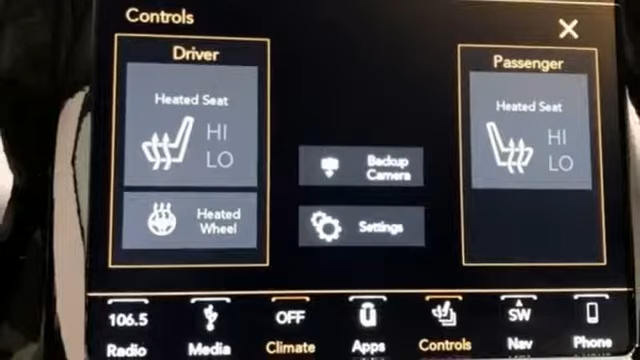 Controls
Driver
Passenger
Heated Seat
HI
LO
Heated Seat
HI
LO
Backup
Camera
Heated
Wheel
Settings
106.5
OFF
SW
Radio
Media
Climate
Apps
Controls
Nav
Phone